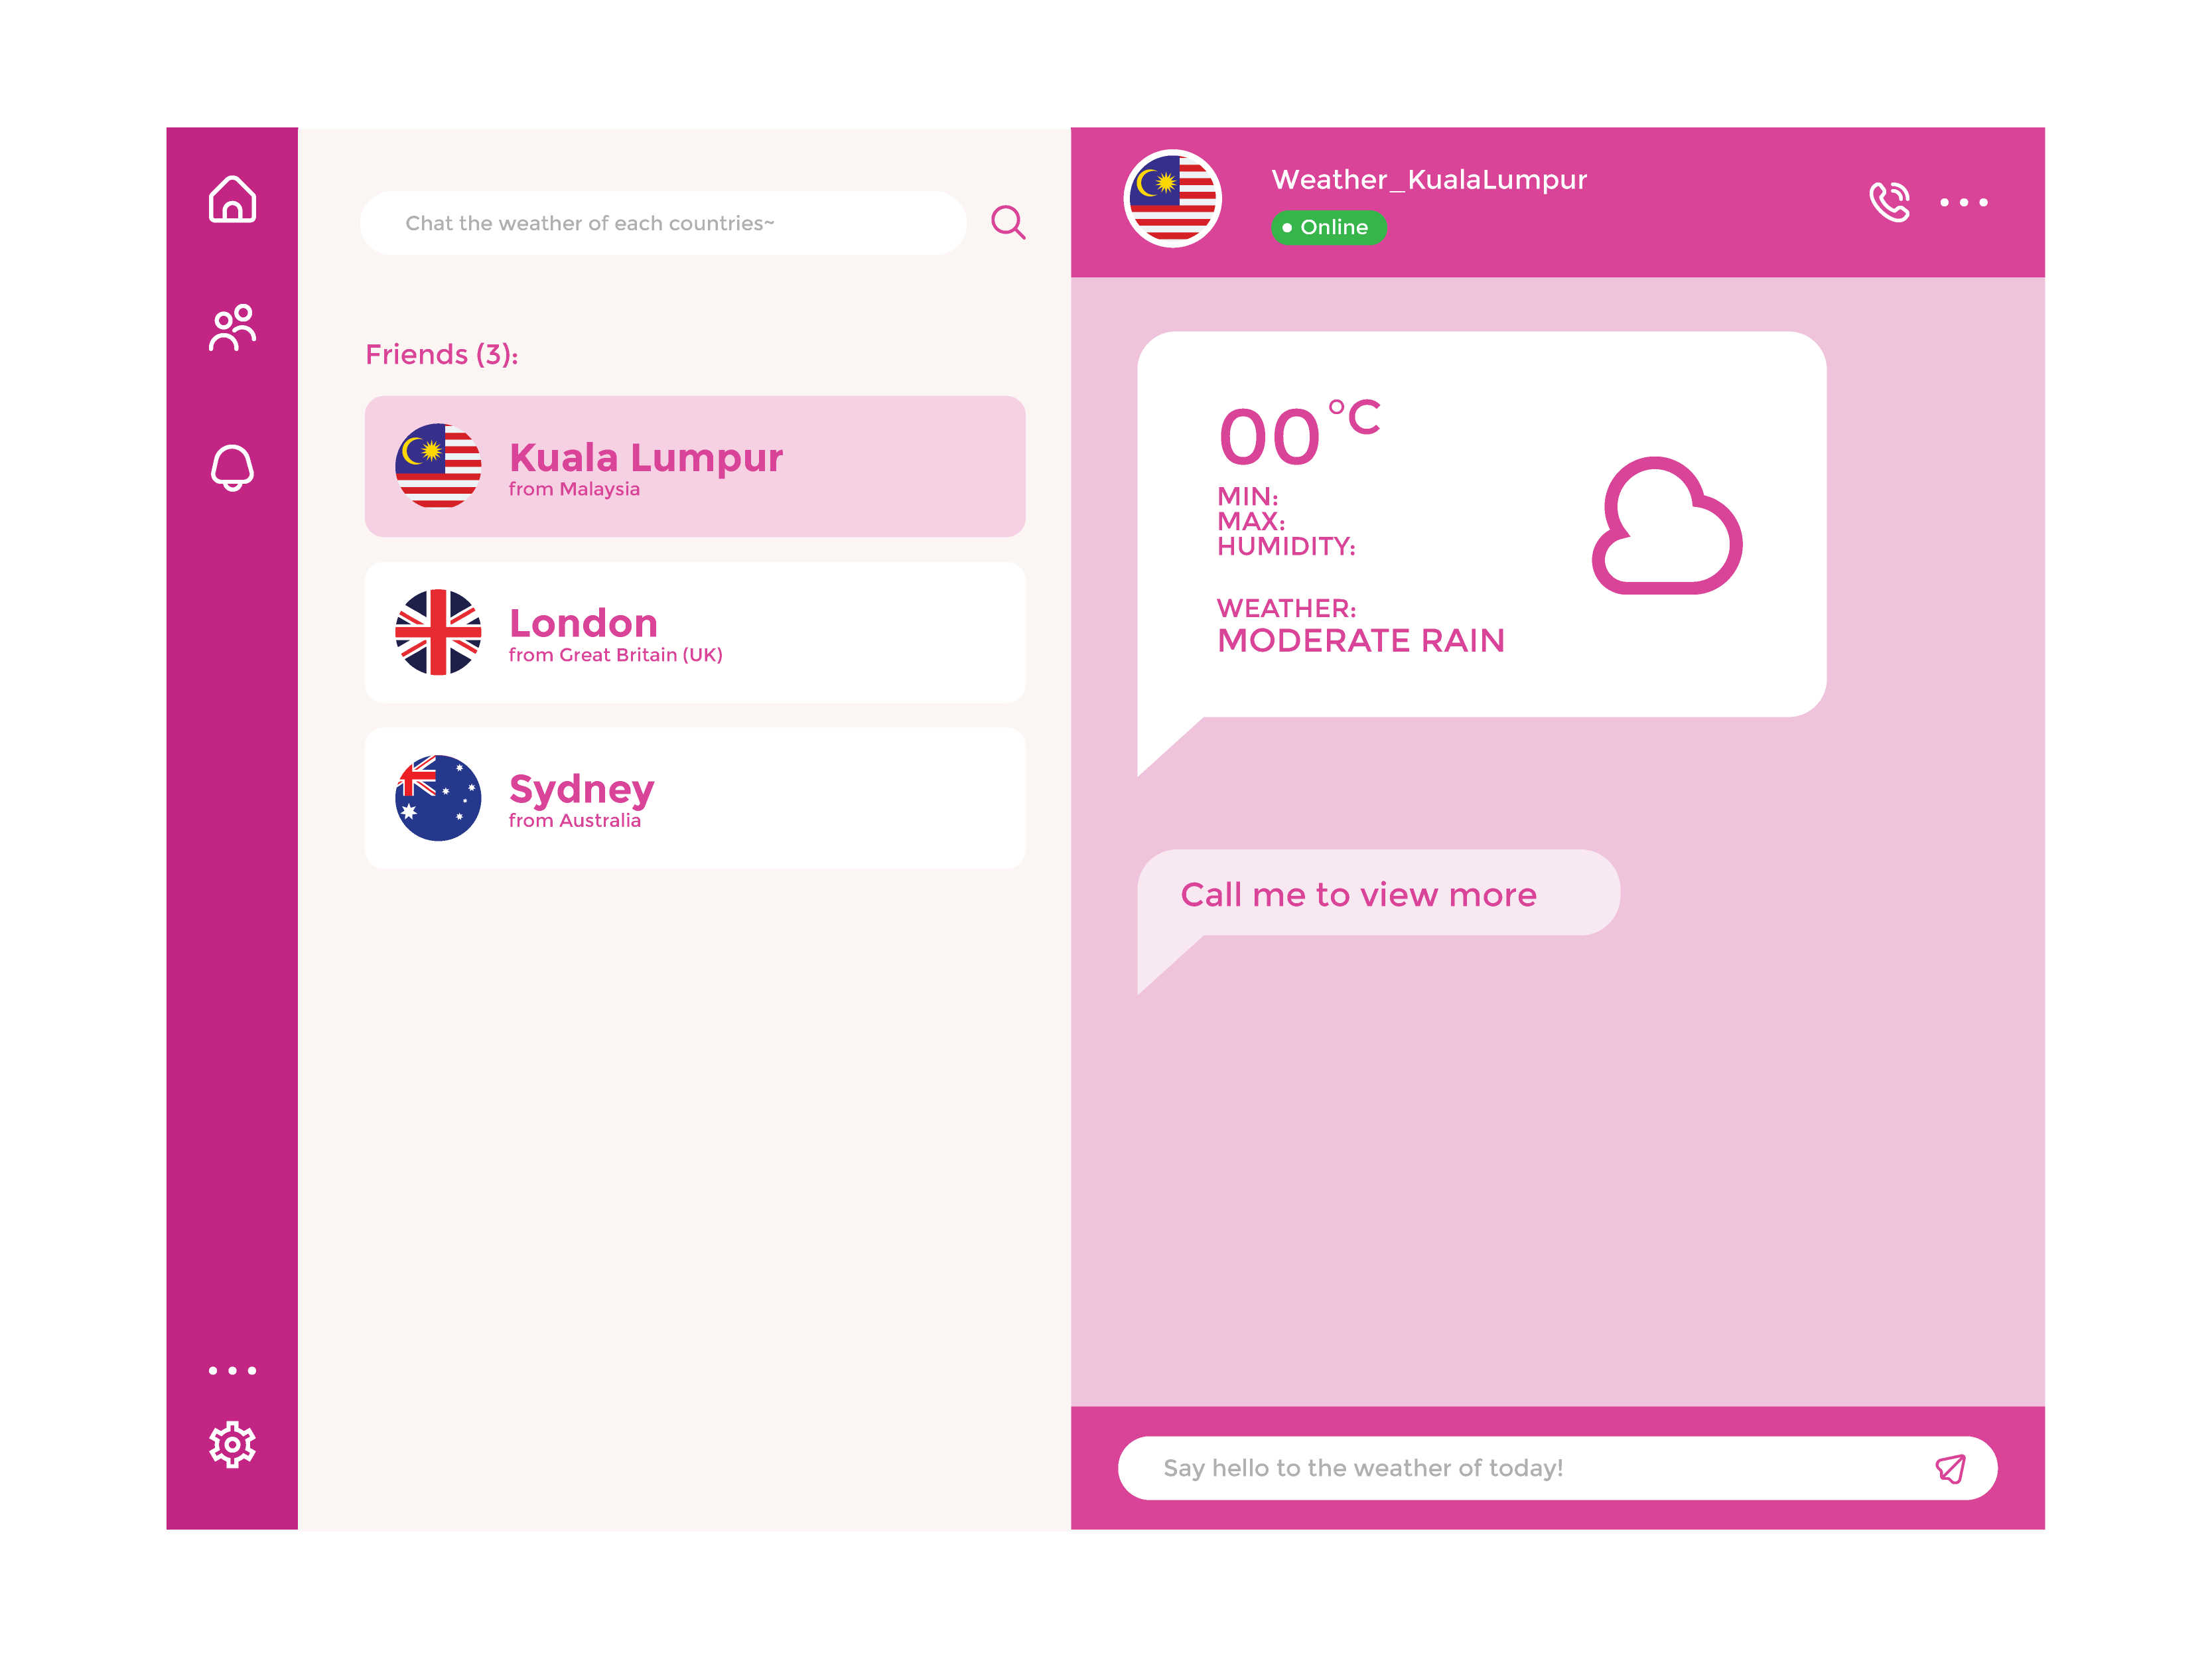 Chat the weather of each countries~
Friends (3):
Kuala Lumpur
from Malaysia
London
from Great Britain (UK)
Sydney
from Australia
Weather_KualaLumpur
Online
00°C
MIN:
MAX:
HUMIDITY:
WEATHER:
MODERATE RAIN
Call me to view more
Say hello to the weather of today!